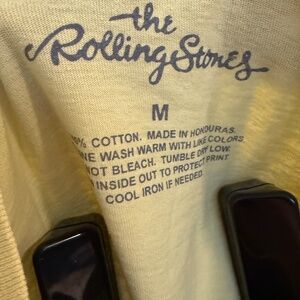 the
Rolling Stones
M
% COTTON. MADE IN HONDURAS.
NE WASH WARM WITH LIKE COLORS
NOT BLEACH. TUMBLE DRY LOW.
INSIDE OUT TO PROTECT PRINT
COOL IRON IF NEEDED.